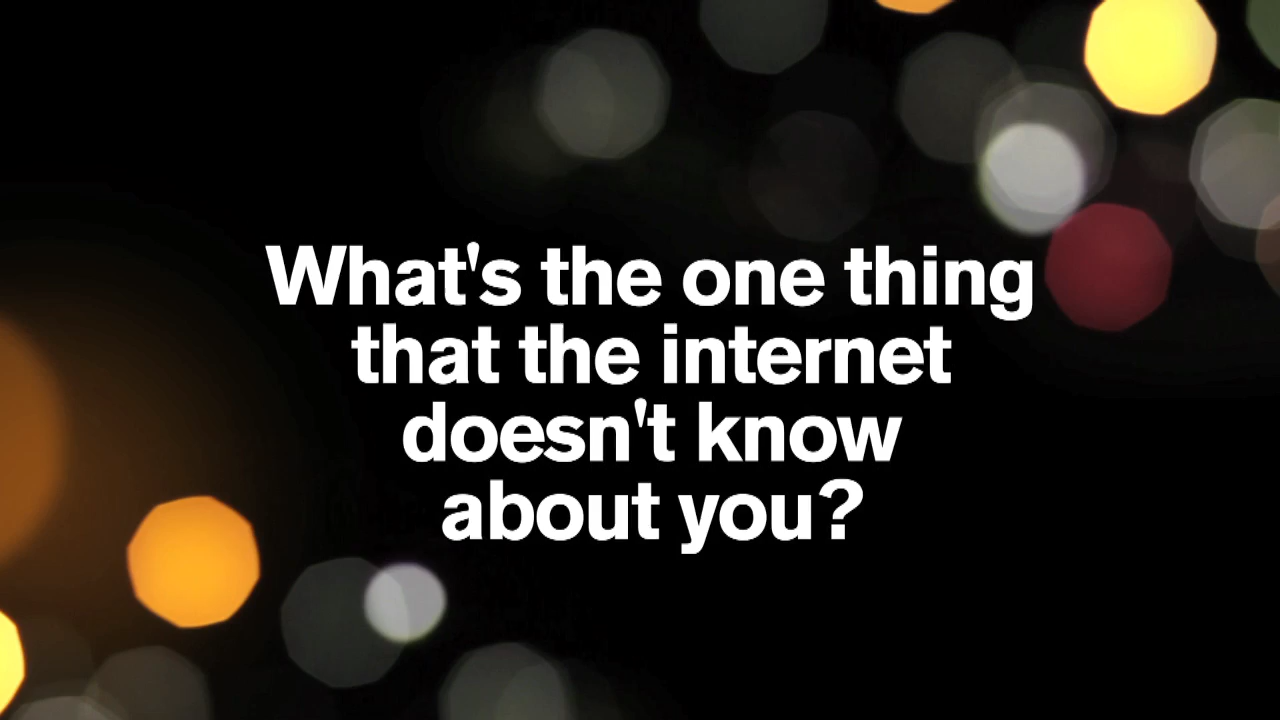 What's the one thing
that the internet
doesn't know
about you?